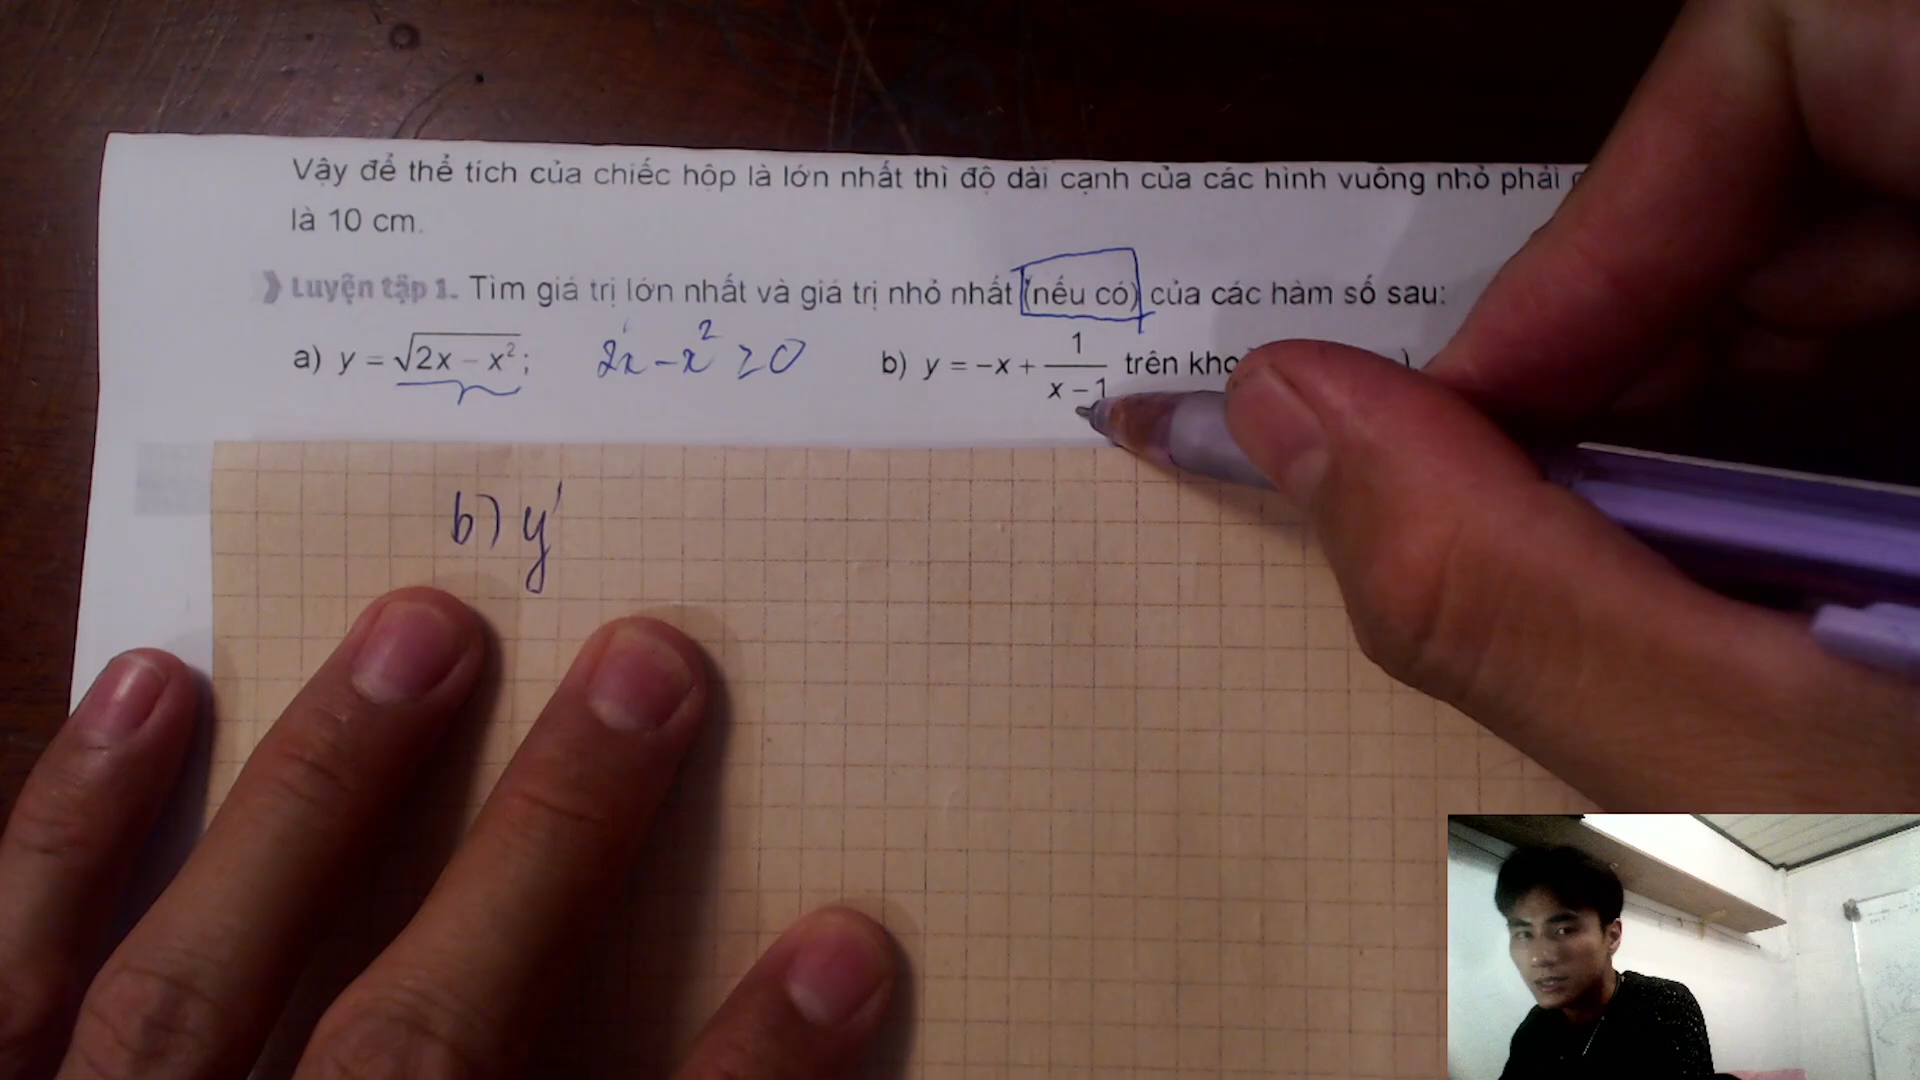 Vậy để thể tích của chiếc hộp là lớn nhất thì độ dài cạnh của các hình vuông nhỏ phải
là 10 cm.
Luyện tập 1. Tìm giá trị lớn nhất và giá trị nhỏ nhất (nếu có) của các hàm số sau:
a) y = √(2x − x²); 2x − x² ≥ 0 b) y = −x + 1/(x − 1) trên
b) y'